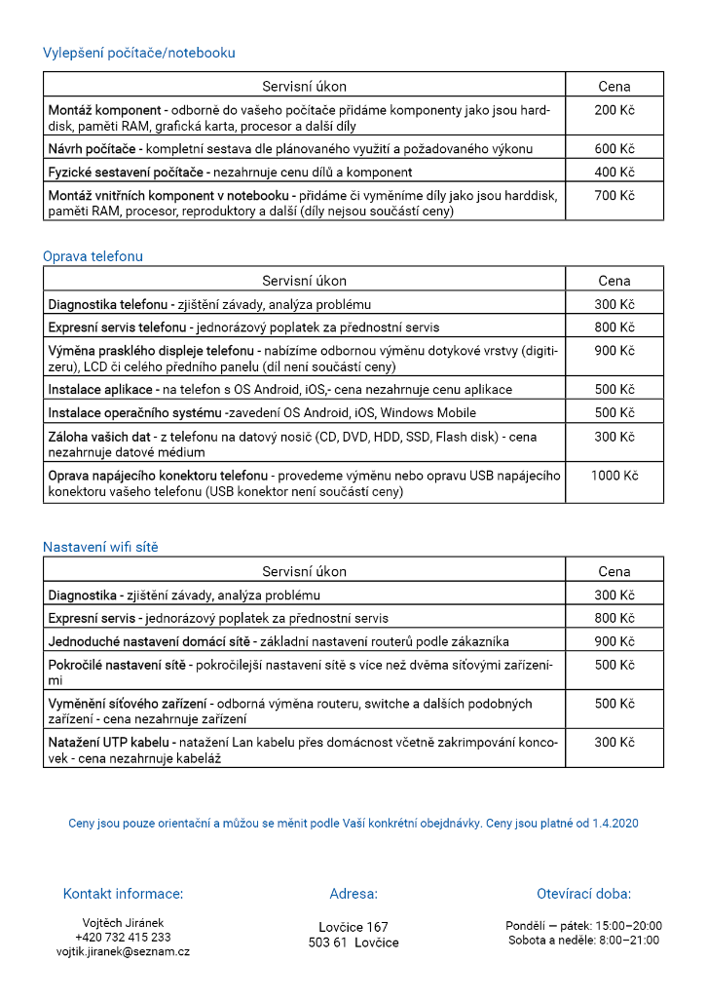 Vylepšení počítače/notebooku
Servisní úkon Cena
Montáž komponent - odborně do vašeho počítače přidáme komponenty jako jsou hard- 200 Kč
disk, paměti RAM, grafická karta, procesor a další díly
Návrh počítače - kompletní sestava dle plánovaného využití a požadovaného výkonu 600 Kč
Fyzické sestavení počítače - nezahrnuje cenu dílů a komponent 400 Kč
Montáž vnitřních komponent v notebooku - přidáme či vyměníme díly jako jsou harddisk, 700 Kč
paměti RAM, procesor, reproduktory a další (díly nejsou součástí ceny)
Oprava telefonu
Servisní úkon Cena
Diagnostika telefonu - zjištění závady, analýza problému 300 Kč
Expresní servis telefonu - jednorázový poplatek za přednostní servis 800 Kč
Výměna prasklého displeje telefonu - nabízíme odbornou výměnu dotykové vrstvy (digiti- 900 Kč
zeru), LCD či celého předního panelu (díl není součástí ceny)
Instalace aplikace - na telefon s OS Android, iOS,- cena nezahrnuje cenu aplikace 500 Kč
Instalace operačního systému -zavedení OS Android, iOS, Windows Mobile 500 Kč
Záloha vašich dat - z telefonu na datový nosič (CD, DVD, HDD, SSD, Flash disk) - cena 300 Kč
nezahrnuje datové médium
Oprava napájecího konektoru telefonu - provedeme výměnu nebo opravu USB napájecího 1000 Kč
konektoru vašeho telefonu (USB konektor není součástí ceny)
Nastavení wifi sítě
Servisní úkon Cena
Diagnostika - zjištění závady, analýza problému 300 Kč
Expresní servis - jednorázový poplatek za přednostní servis 800 Kč
Jednoduché nastavení domácí sítě - základní nastavení routerů podle zákazníka 900 Kč
Pokročilé nastavení sítě - pokročilejší nastavení sítě s více než dvěma síťovými zařízení- 500 Kč
mi
Vyměnění síťového zařízení - odborná výměna routeru, switche a dalších podobných 500 Kč
zařízení - cena nezahrnuje zařízení
Natažení UTP kabelu - natažení Lan kabelu přes domácnost včetně zakrimpování konco- 300 Kč
vek - cena nezahrnuje kabeláž
Ceny jsou pouze orientační a můžou se měnit podle Vaší konkrétní obejdnávky. Ceny jsou platné od 1.4.2020
Kontakt informace: Adresa: Otevírací doba:
Vojtěch Jiránek
+420 732 415 233
vojtik.jiranek@seznam.cz
Lovčice 167
503 61 Lovčice
Pondělí — pátek: 15:00–20:00
Sobota a neděle: 8:00–21:00